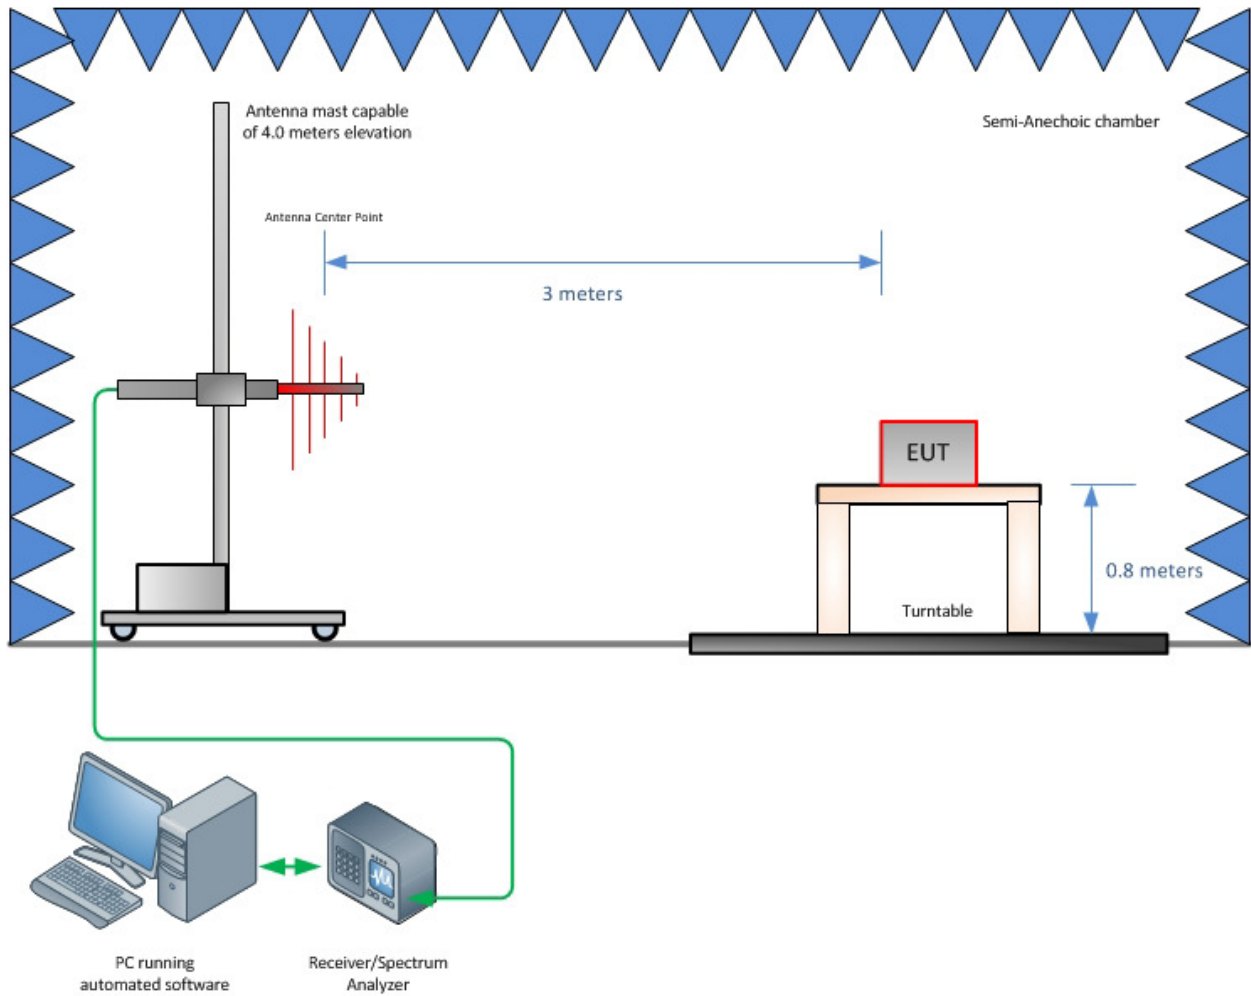 Antenna mast capable
of 4.0 meters elevation
Semi-Anechoic chamber
Antenna Center Point
3 meters
EUT
0.8 meters
Turntable
PC running
automated software
Receiver/Spectrum
Analyzer